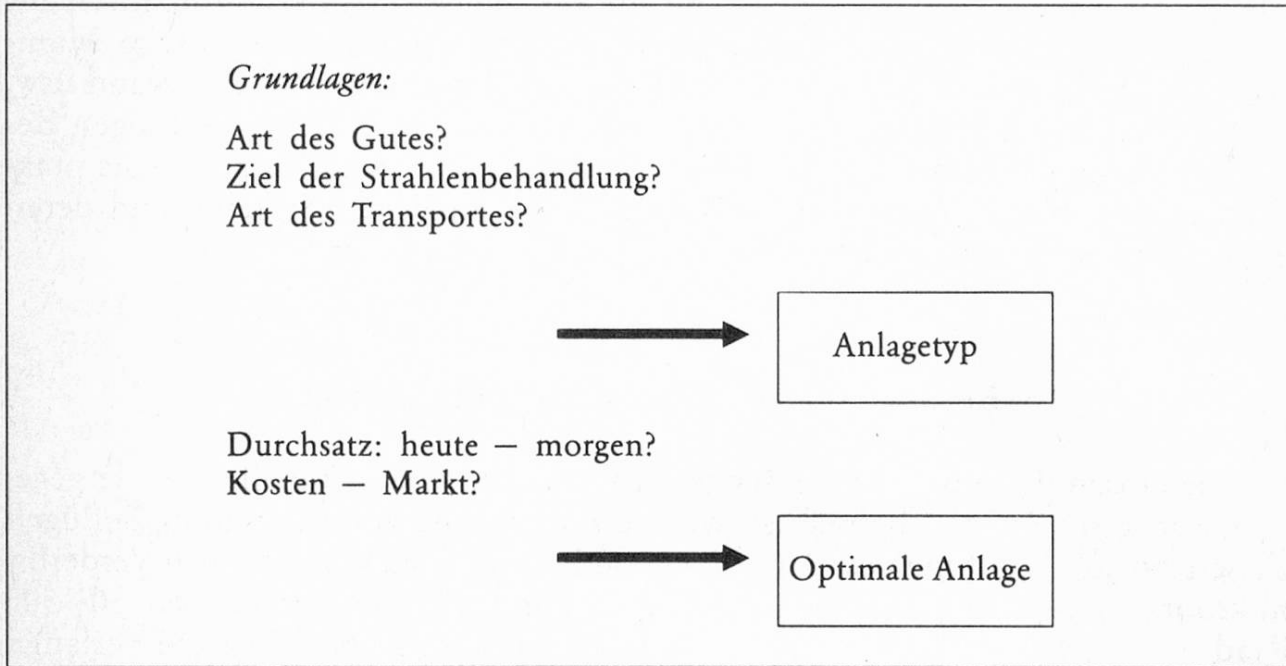 Grundlagen:
Art des Gutes?
Ziel der Strahlenbehandlung?
Art des Transportes?
Anlagetyp
Durchsatz: heute — morgen?
Kosten — Markt?
Optimale Anlage